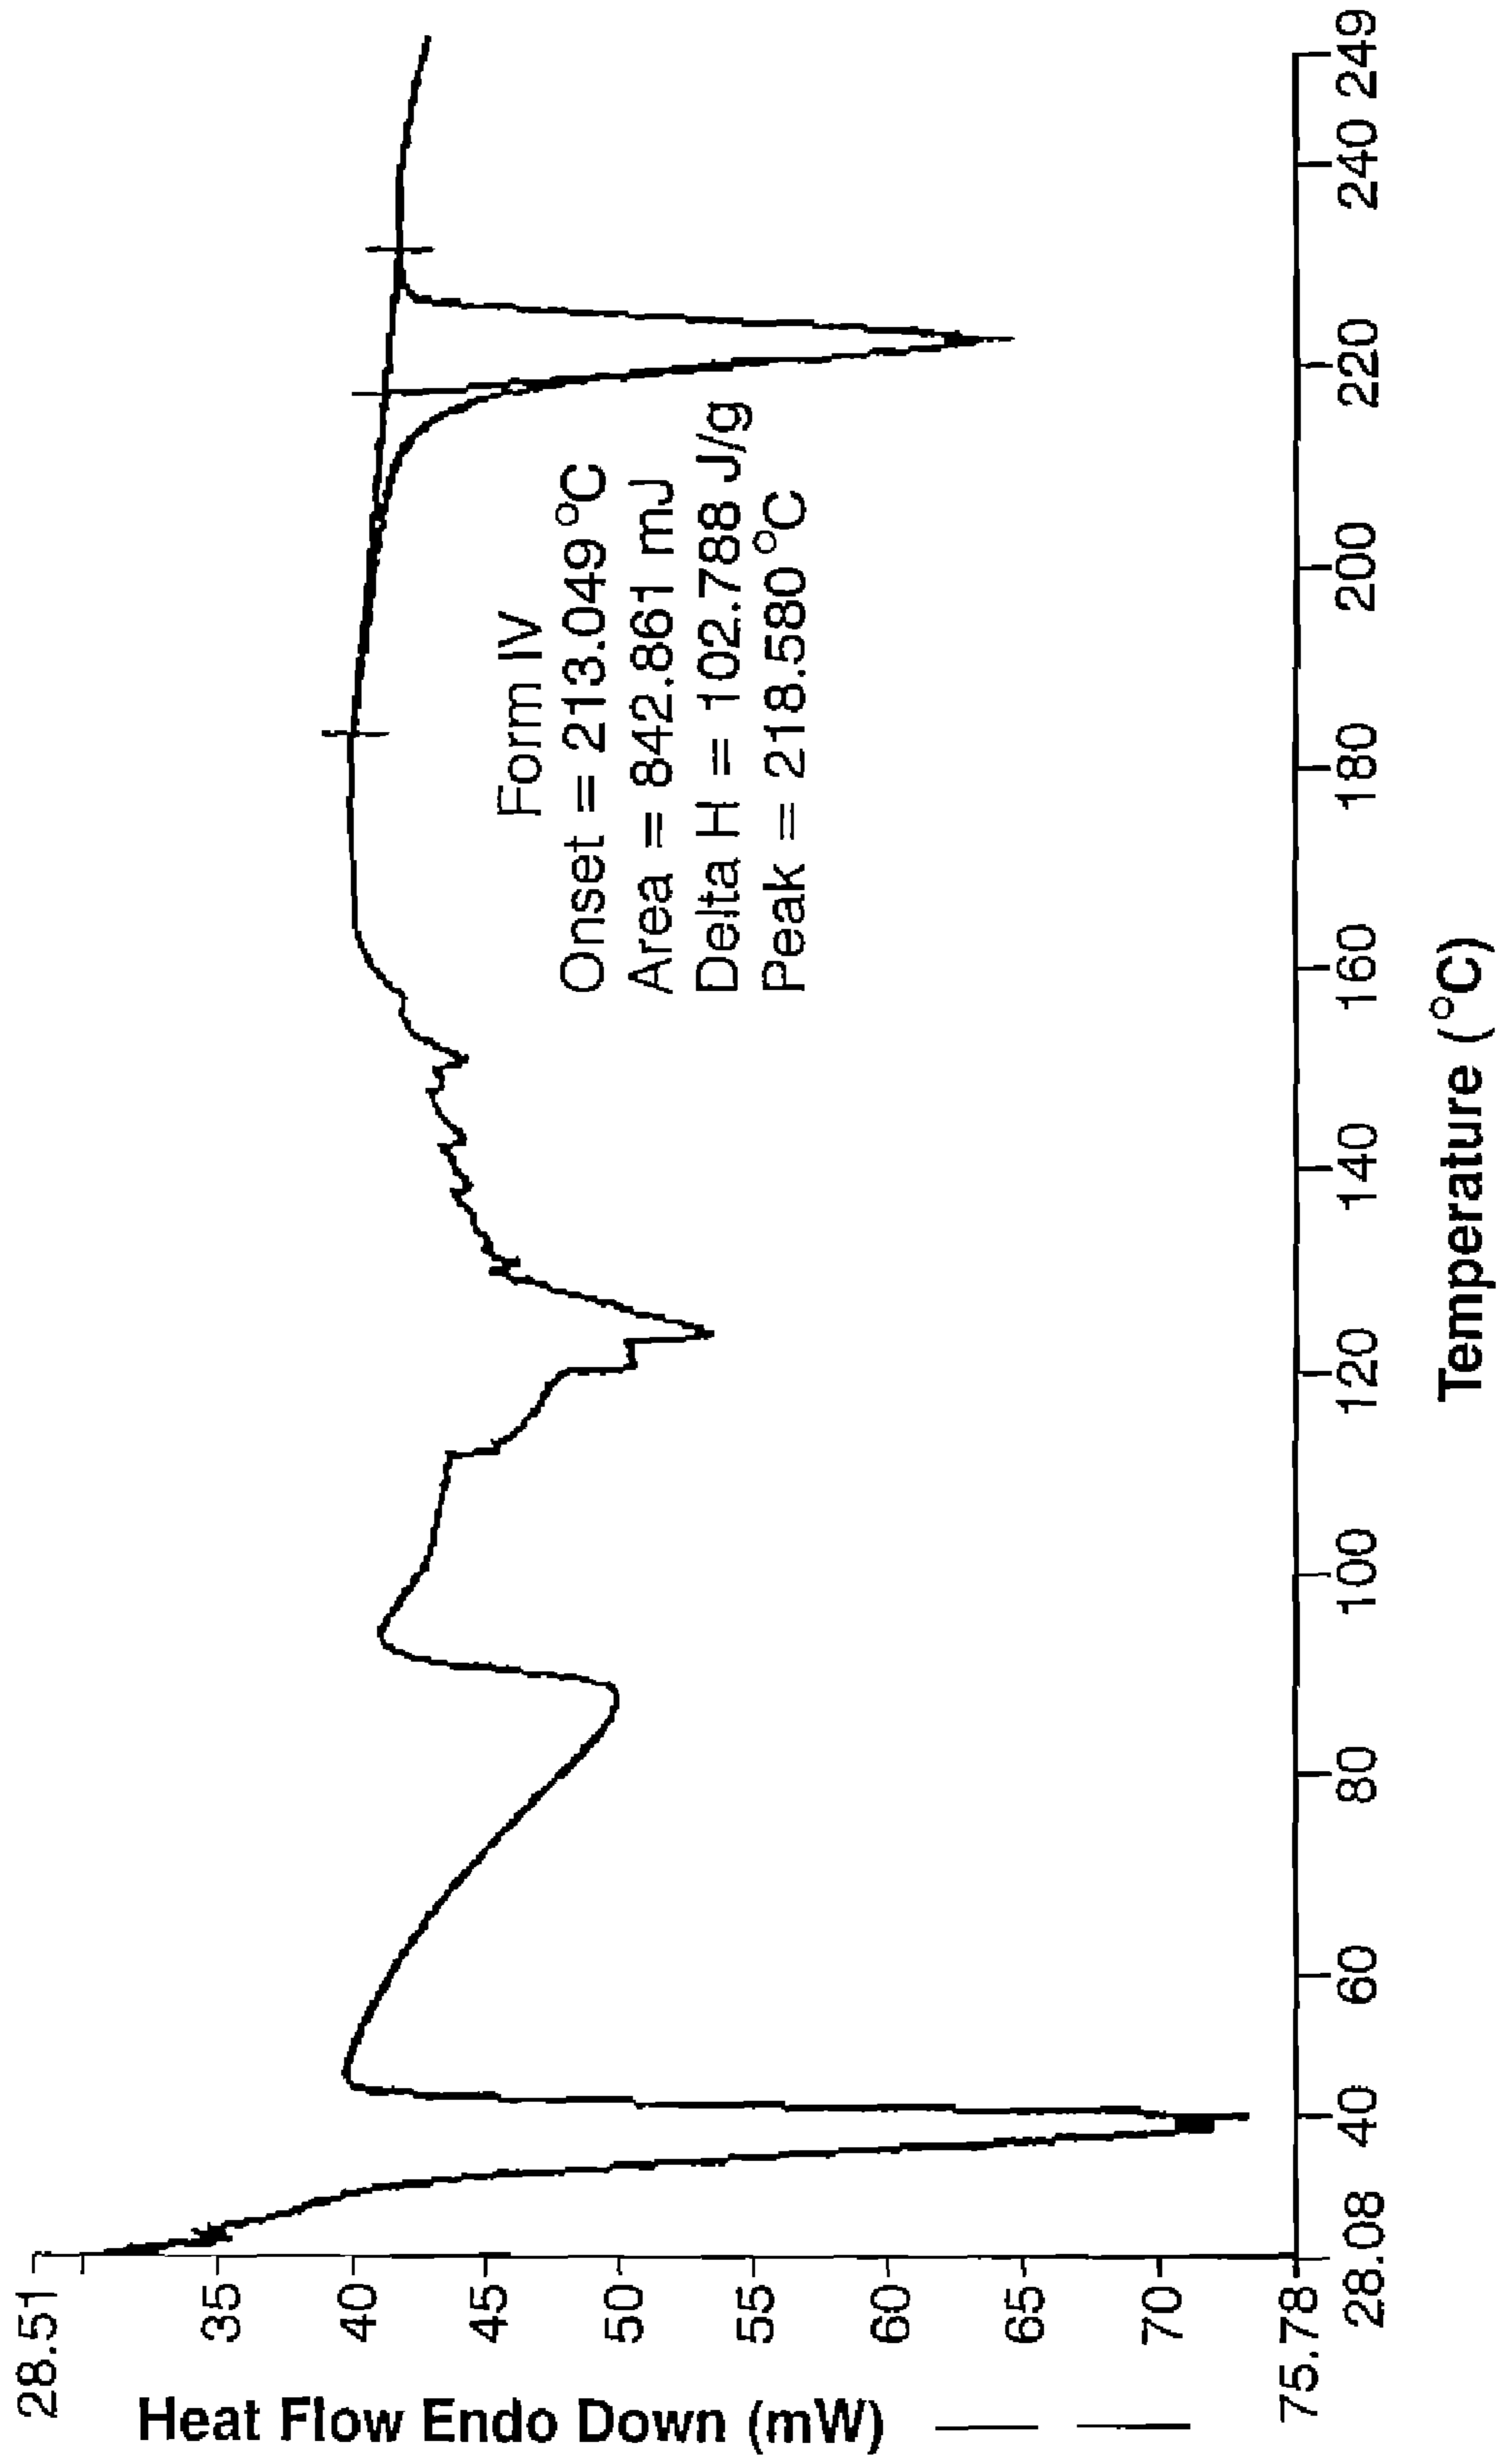 28.51
35
40
45
50
55
60
65
70
75.78
Heat Flow Endo Down (mW)
Form IV
Onset = 213.049 °C
Area = 842.861 mJ
Delta H = 102.788 J/g
Peak = 218.580 °C
28.08 40 60 80 100 120 140 160 180 200 220 240 249
Temperature (°C)